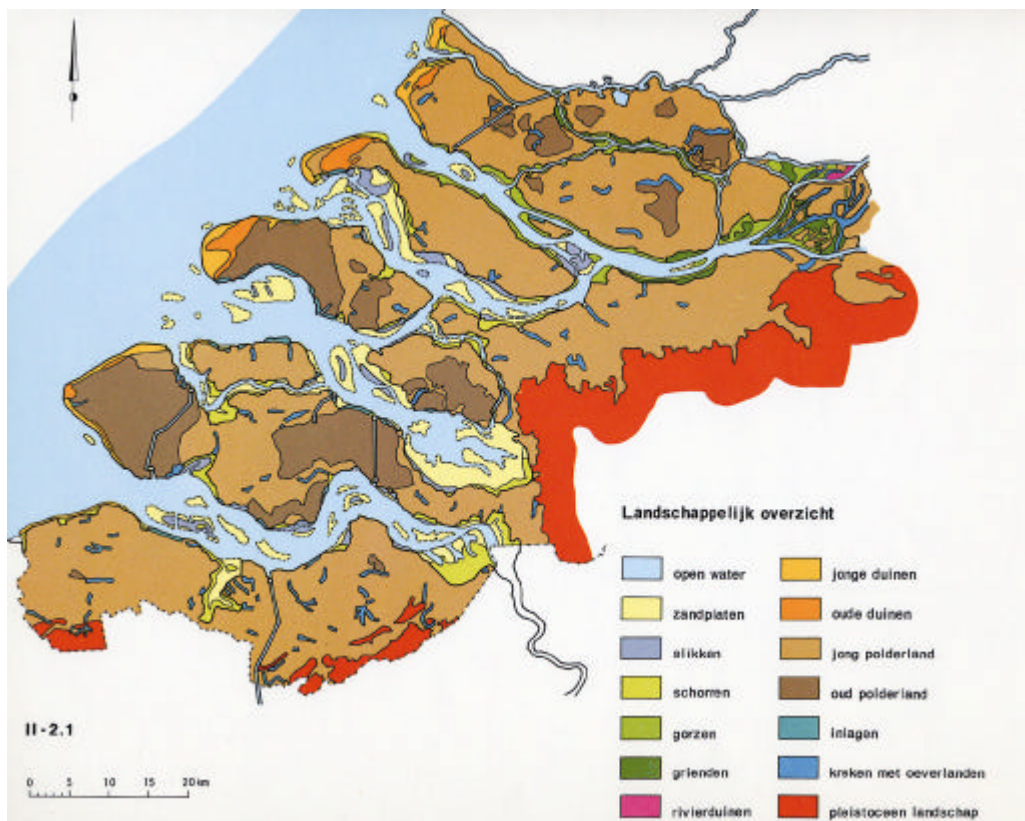 Landschappelijk overzicht
open water
zandplaten
slikken
schorren
gorzen
grienden
rivierduinen
jonge duinen
oude duinen
jong polderland
oud polderland
inlagen
kreken met oeverlanden
pleistoceen landschap
II-2.1
0 5 10 15 20 km